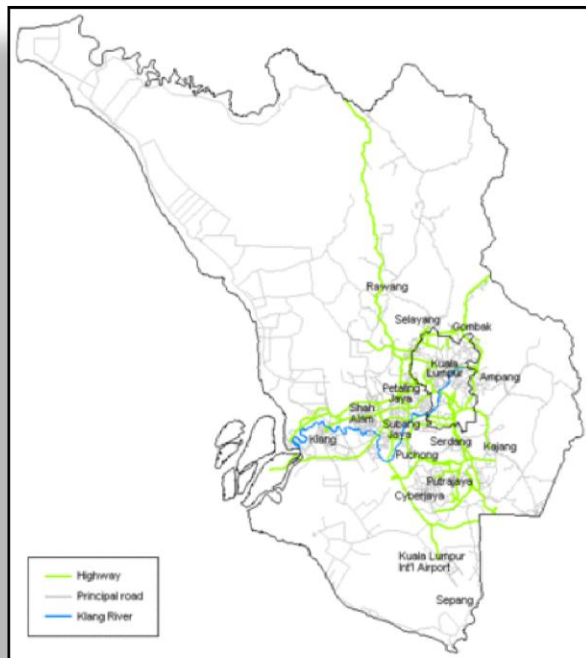 Rawang
Selayang
Gombak
Kuala
Lumpur
Ampang
Petaling
Jaya
Shah
Alam
Subang
Jaya
Klang
Serdang
Kajang
Puchong
Putrajaya
Cyberjaya
Kuala Lumpur
Int'l Airport
Sepang
Highway
Principal road
Klang River